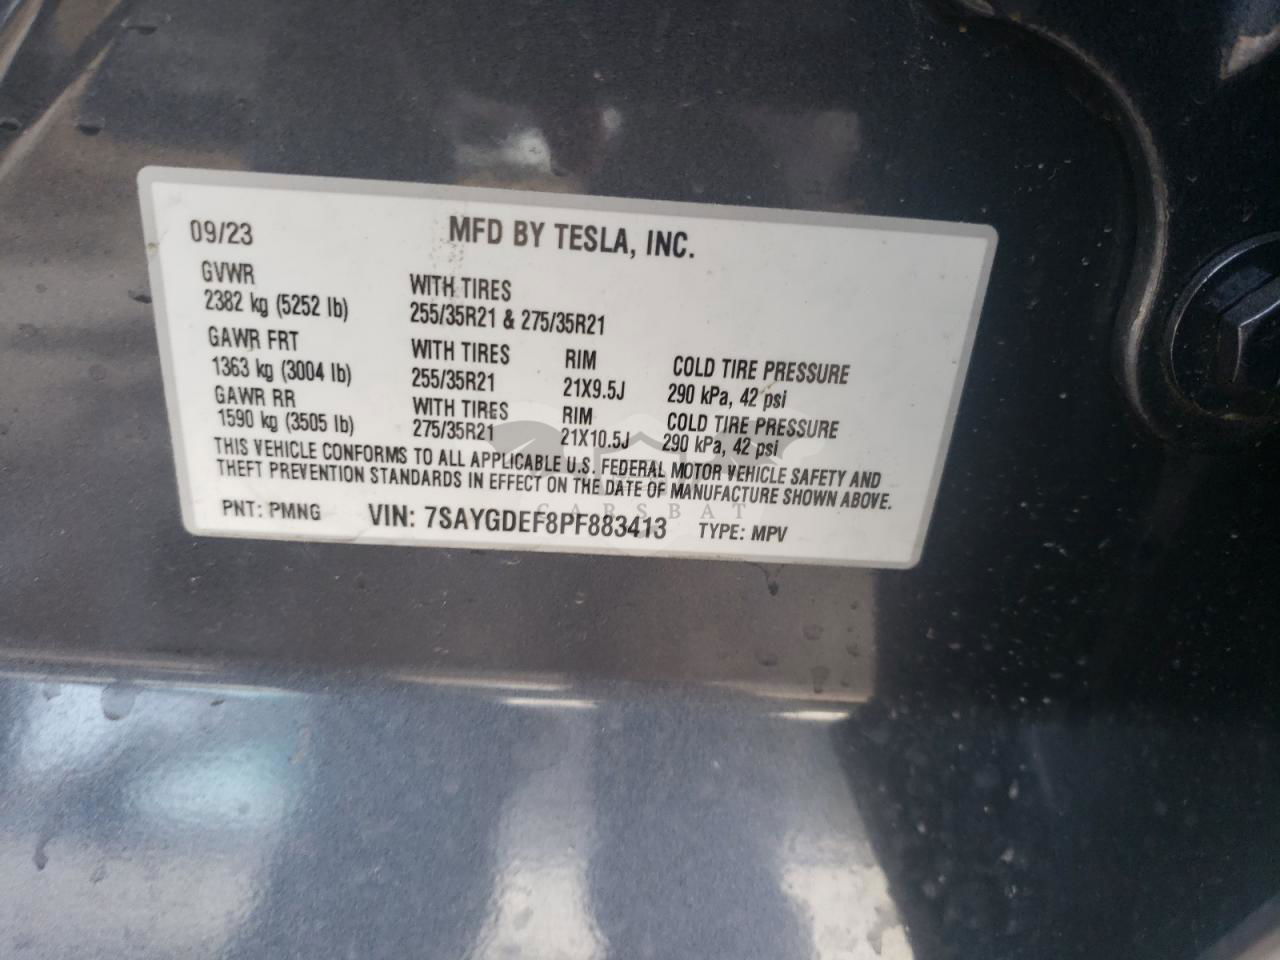 09/23 MFD BY TESLA, INC.
GVWR WITH TIRES
2382 kg (5252 lb) 255/35R21 & 275/35R21
GAWR FRT WITH TIRES RIM COLD TIRE PRESSURE
1363 kg (3004 lb) 255/35R21 21X9.5J 290 kPa, 42 psi
GAWR RR WITH TIRES RIM COLD TIRE PRESSURE
1590 kg (3505 lb) 275/35R21 21X10.5J 290 kPa, 42 psi
THIS VEHICLE CONFORMS TO ALL APPLICABLE U.S. FEDERAL MOTOR VEHICLE SAFETY AND
THEFT PREVENTION STANDARDS IN EFFECT ON THE DATE OF MANUFACTURE SHOWN ABOVE.
CARSBAT
PNT: PMNG VIN: 7SAYGDEF8PF883413 TYPE: MPV